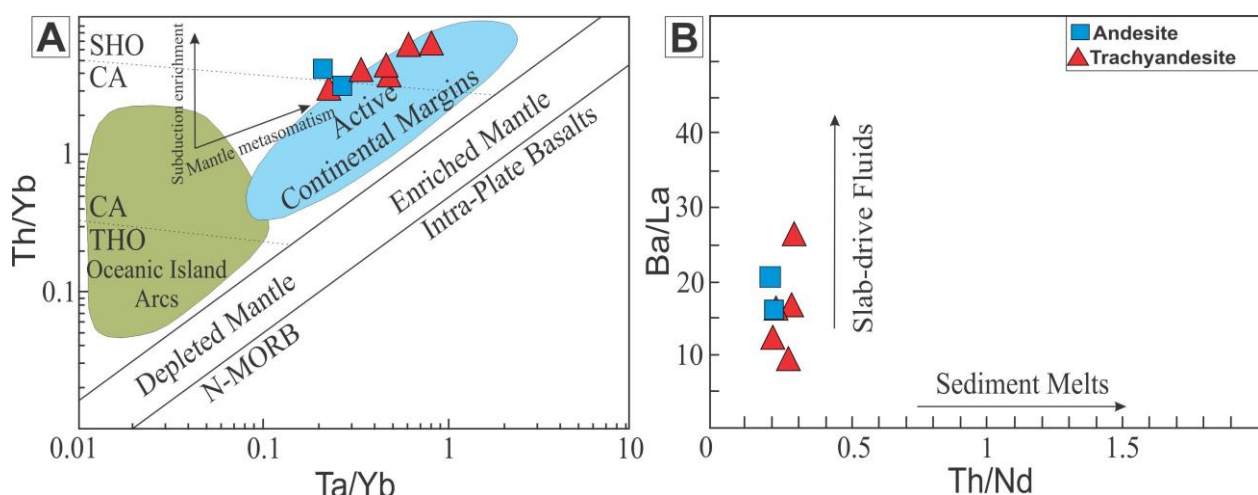 A
SHO
CA
Subduction enrichment
Mantle metasomatism
Active
Continental Margins
CA
THO
Oceanic Island
Arcs
Enriched Mantle
Intra-Plate Basalts
Depleted Mantle
N-MORB
Th/Yb
1
0.1
0.01
0.1
1
10
Ta/Yb
B
Andesite
Trachyandesite
Ba/La
40
30
20
10
Slab-drive Fluids
Sediment Melts
0
0.5
1
1.5
Th/Nd